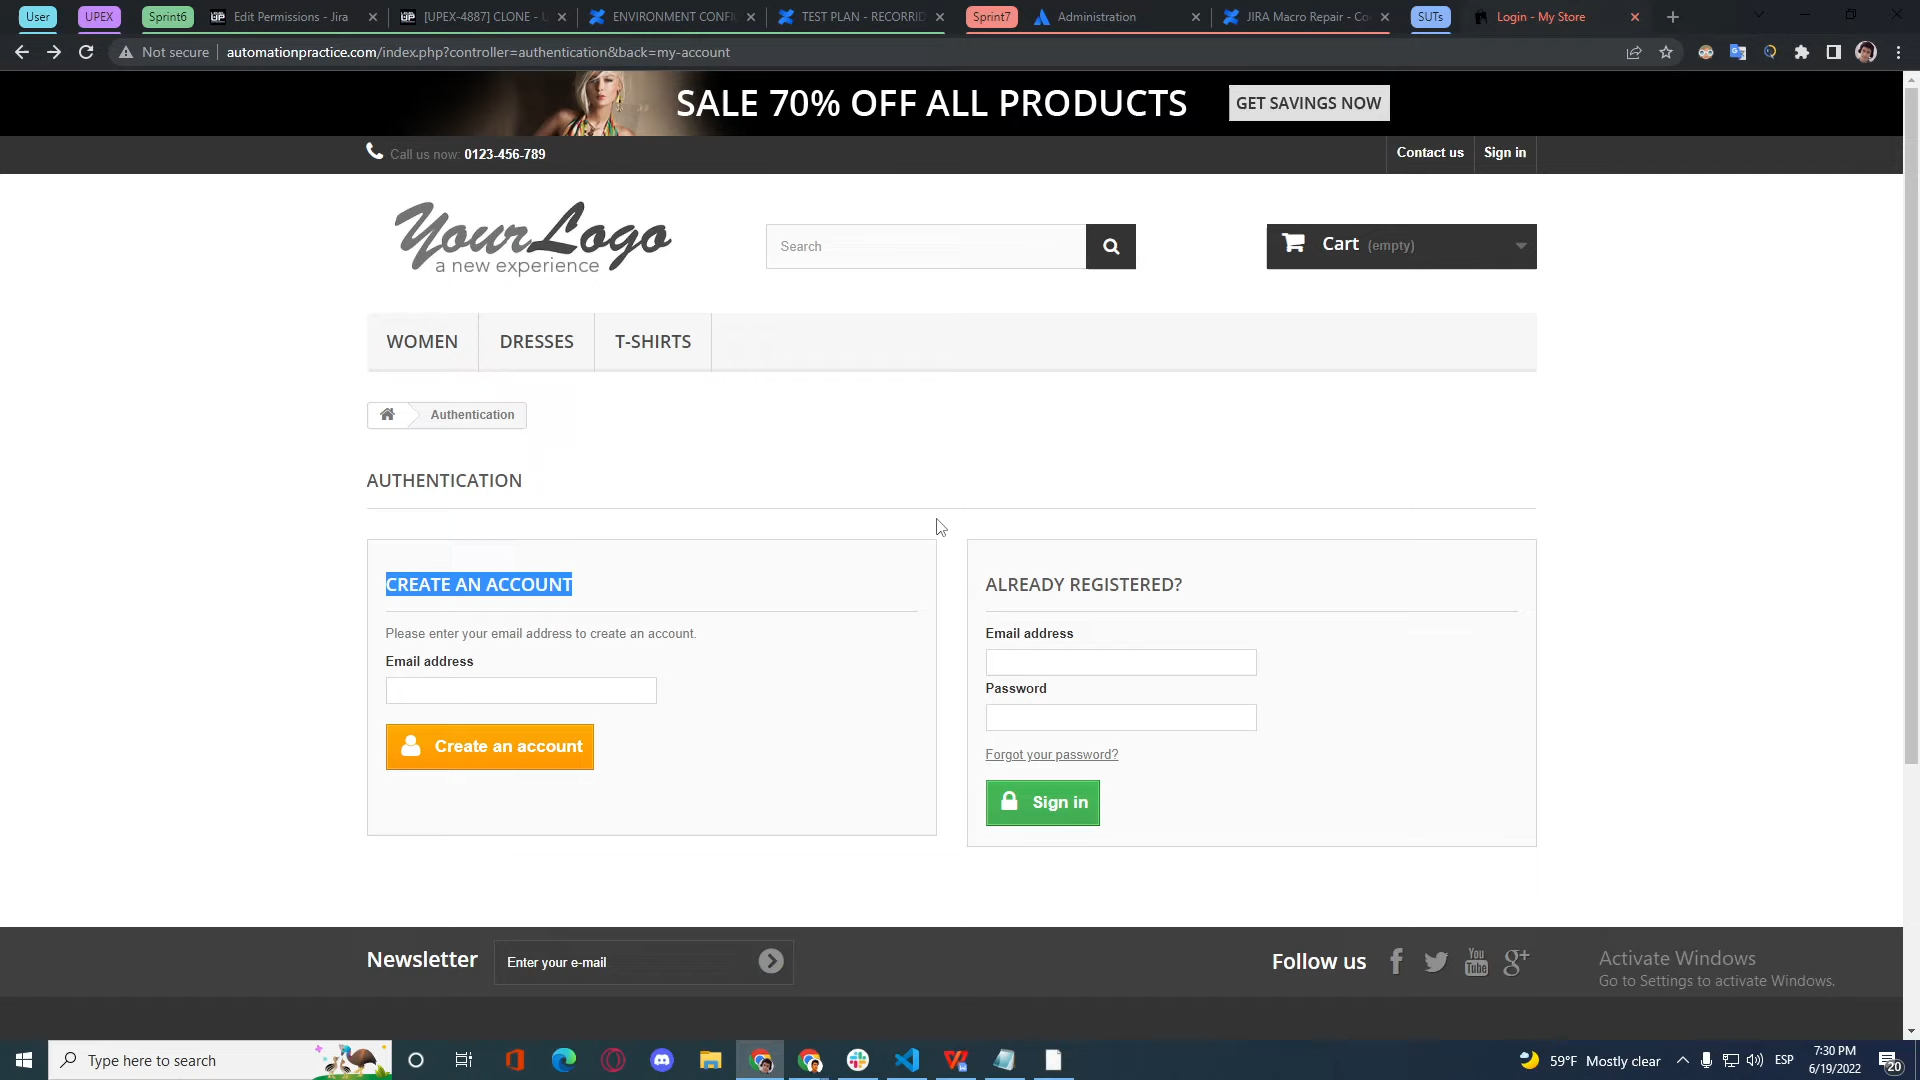 User
UPEX
Sprint6
Edit Permissions - Jira
[UPEX-4887] CLONE -
ENVIRONMENT CONFI
TEST PLAN - RECORRID
Sprint7
Administration
JIRA Macro Repair - Co
SUTs
Login - My Store
Not secure
automationpractice.com/index.php?controller=authentication&back=my-account
SALE 70% OFF ALL PRODUCTS
GET SAVINGS NOW
Call us now: 0123-456-789
Contact us
Sign in
YourLogo
a new experience
Search
Cart (empty)
WOMEN
DRESSES
T-SHIRTS
Authentication
AUTHENTICATION
CREATE AN ACCOUNT
Please enter your email address to create an account.
Email address
Create an account
ALREADY REGISTERED?
Email address
Password
Forgot your password?
Sign in
Newsletter
Enter your e-mail
Follow us
You
Tube
Activate Windows
Go to Settings to activate Windows.
Type here to search
59°F Mostly clear
ESP
7:30 PM
6/19/2022
20